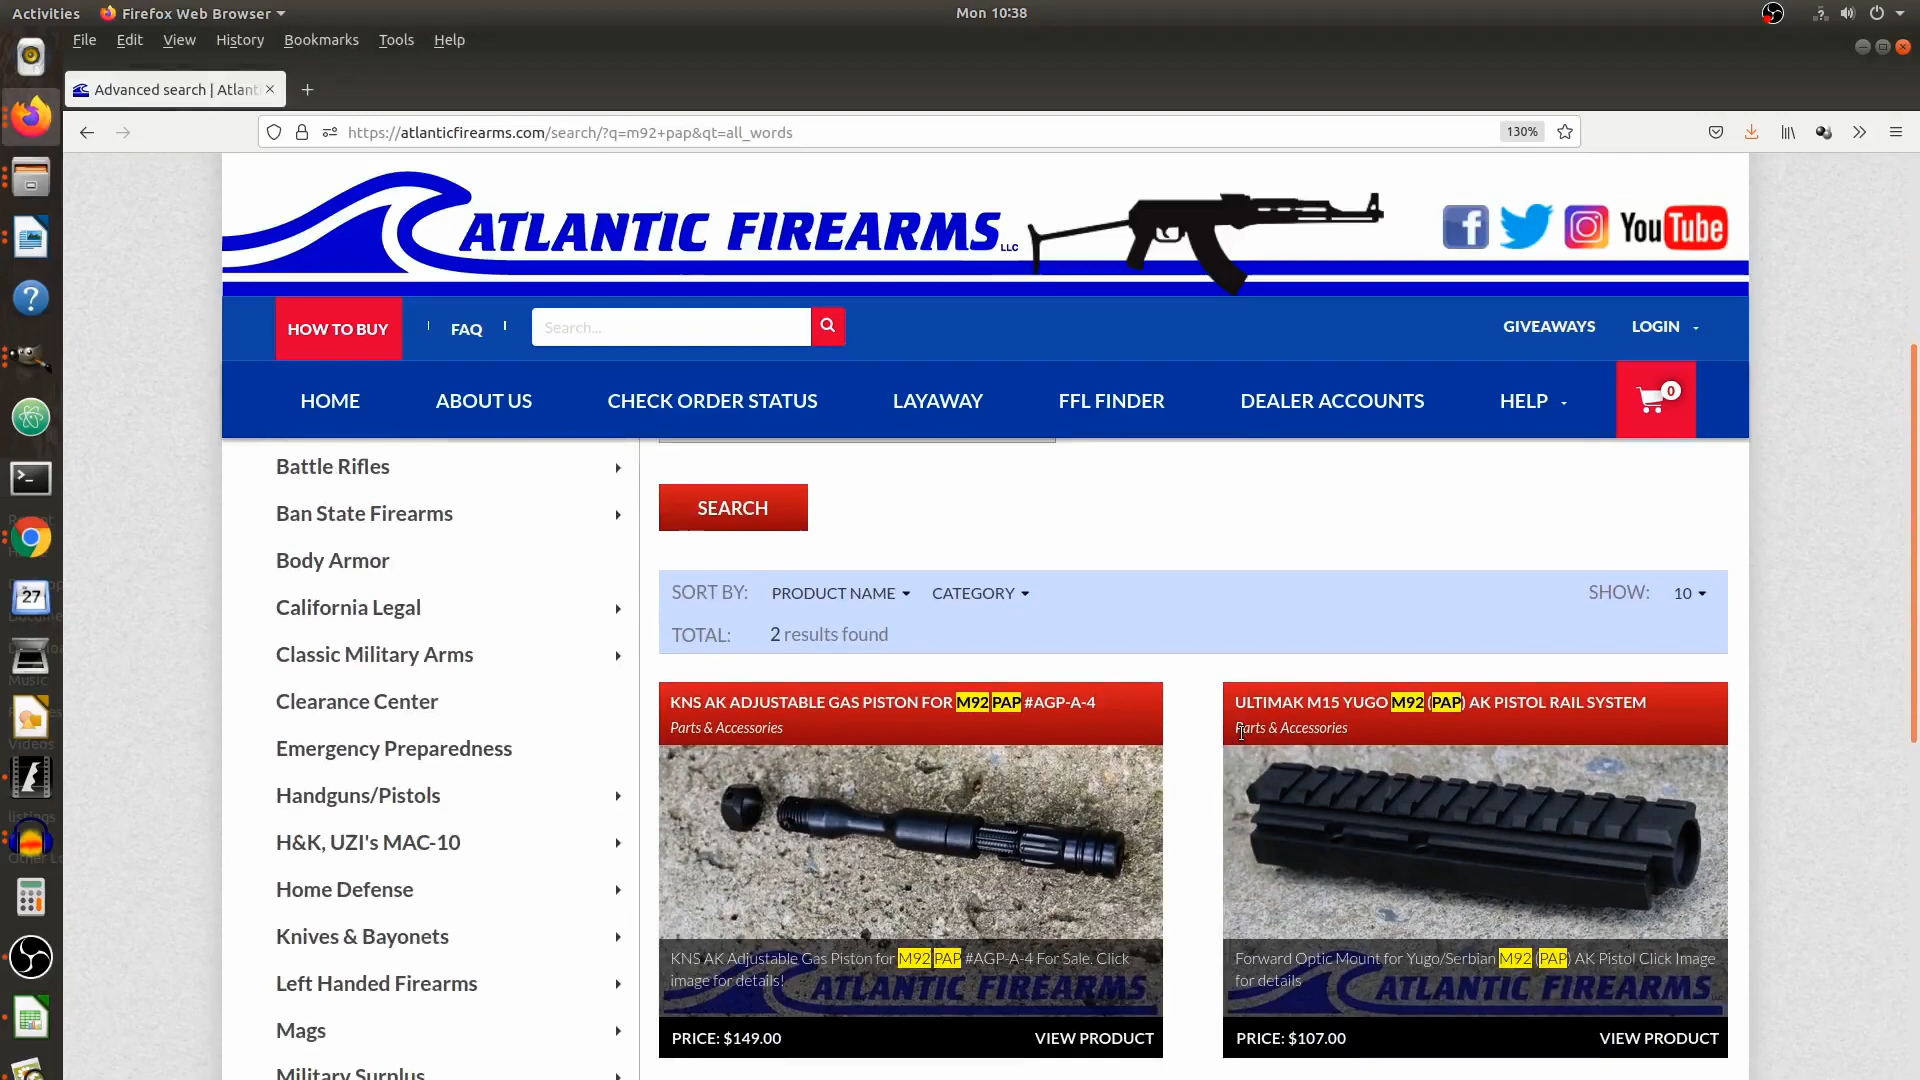 Activities
Firefox Web Browser
Mon 10:38
File Edit View History Bookmarks Tools Help
Advanced search | Atlant
https://atlanticfirearms.com/search/?q=m92+pap&qt=all_words
130%
ATLANTIC FIREARMS LLC
YouTube
HOW TO BUY
FAQ
Search...
GIVEAWAYS
LOGIN
HOME
ABOUT US
CHECK ORDER STATUS
LAYAWAY
FFL FINDER
DEALER ACCOUNTS
HELP
0
Battle Rifles
Ban State Firearms
Body Armor
California Legal
Classic Military Arms
Clearance Center
Emergency Preparedness
Handguns/Pistols
H&K, UZI's MAC-10
Home Defense
Knives & Bayonets
Left Handed Firearms
Mags
Military Surplus
SEARCH
SORT BY: PRODUCT NAME CATEGORY
SHOW: 10
TOTAL: 2 results found
KNS AK ADJUSTABLE GAS PISTON FOR M92 PAP #AGP-A-4
Parts & Accessories
KNS AK Adjustable Gas Piston for M92 PAP #AGP-A-4 For Sale. Click
image for details!
ATLANTIC FIREARMS
PRICE: $149.00
VIEW PRODUCT
ULTIMAK M15 YUGO M92 (PAP) AK PISTOL RAIL SYSTEM
Parts & Accessories
Forward Optic Mount for Yugo/Serbian M92 (PAP) AK Pistol Click Image
for details
ATLANTIC FIREARMS
PRICE: $107.00
VIEW PRODUCT
27
Music
Videos
listings